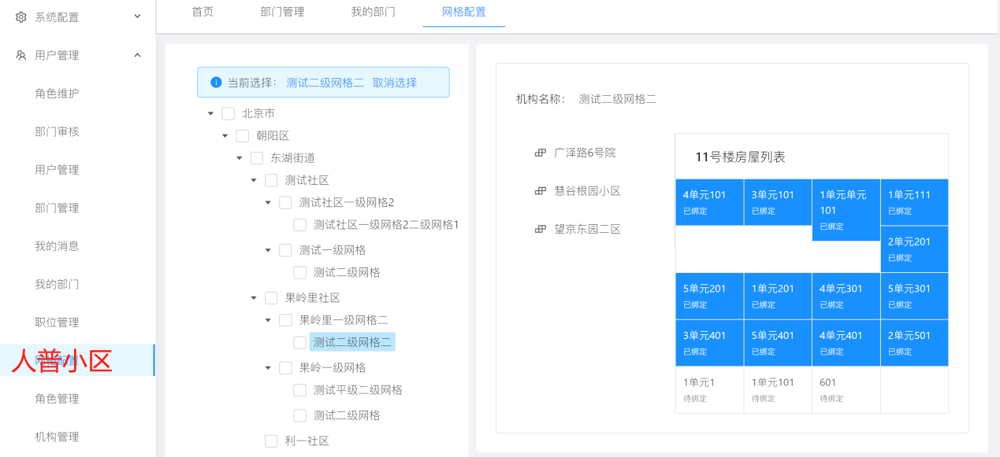 系统配置
用户管理
角色维护
部门审核
用户管理
部门管理
我的消息
我的部门
职位管理
网格配置
人普小区
角色管理
机构管理
首页 部门管理 我的部门 网格配置
当前选择： 测试二级网格二 取消选择
北京市
朝阳区
东湖街道
测试社区
测试社区一级网格2
测试社区一级网格2二级网格1
测试一级网格
测试二级网格
果岭里社区
果岭里一级网格二
测试二级网格二
果岭一级网格
测试平级二级网格
测试二级网格
利一社区
机构名称： 测试二级网格二
广泽路6号院
慧谷根园小区
望京东园二区
11号楼房屋列表
4单元101
已绑定
3单元101
已绑定
1单元单元
101
已绑定
1单元111
已绑定
2单元201
已绑定
5单元201
已绑定
1单元201
已绑定
4单元301
已绑定
5单元301
已绑定
3单元401
已绑定
5单元401
已绑定
4单元401
已绑定
2单元501
已绑定
1单元1
待绑定
1单元101
待绑定
601
待绑定